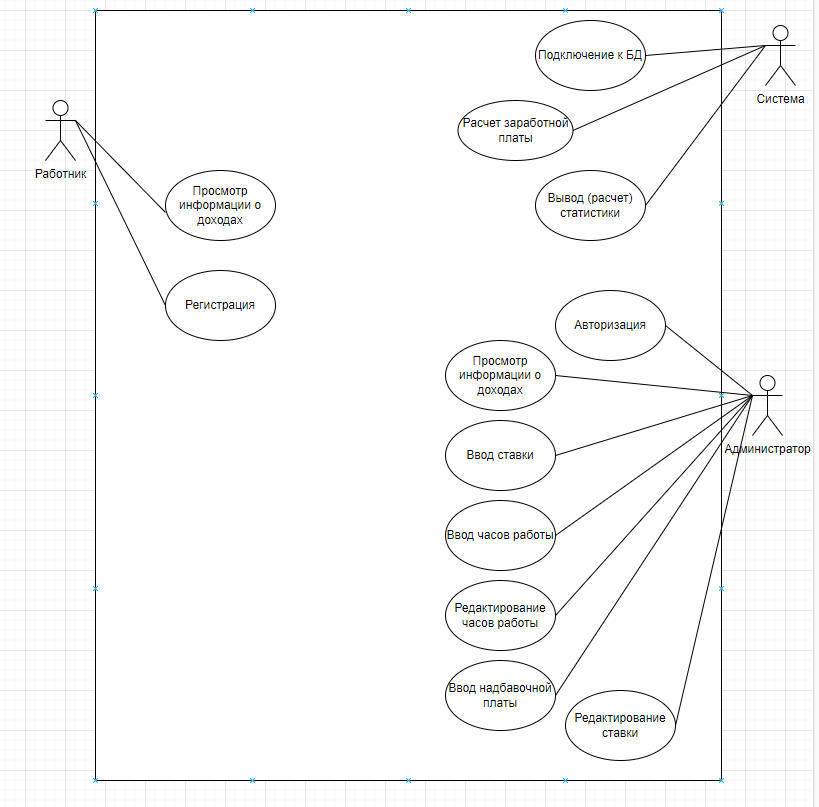 Подключение к БД
Система
Расчет заработной
платы
Работник
Просмотр
информации о
доходах
Вывод (расчет)
статистики
Регистрация
Авторизация
Просмотр
информации о
доходах
Администратор
Ввод ставки
Ввод часов работы
Редактирование
часов работы
Ввод надбавочной
платы
Редактирование
ставки